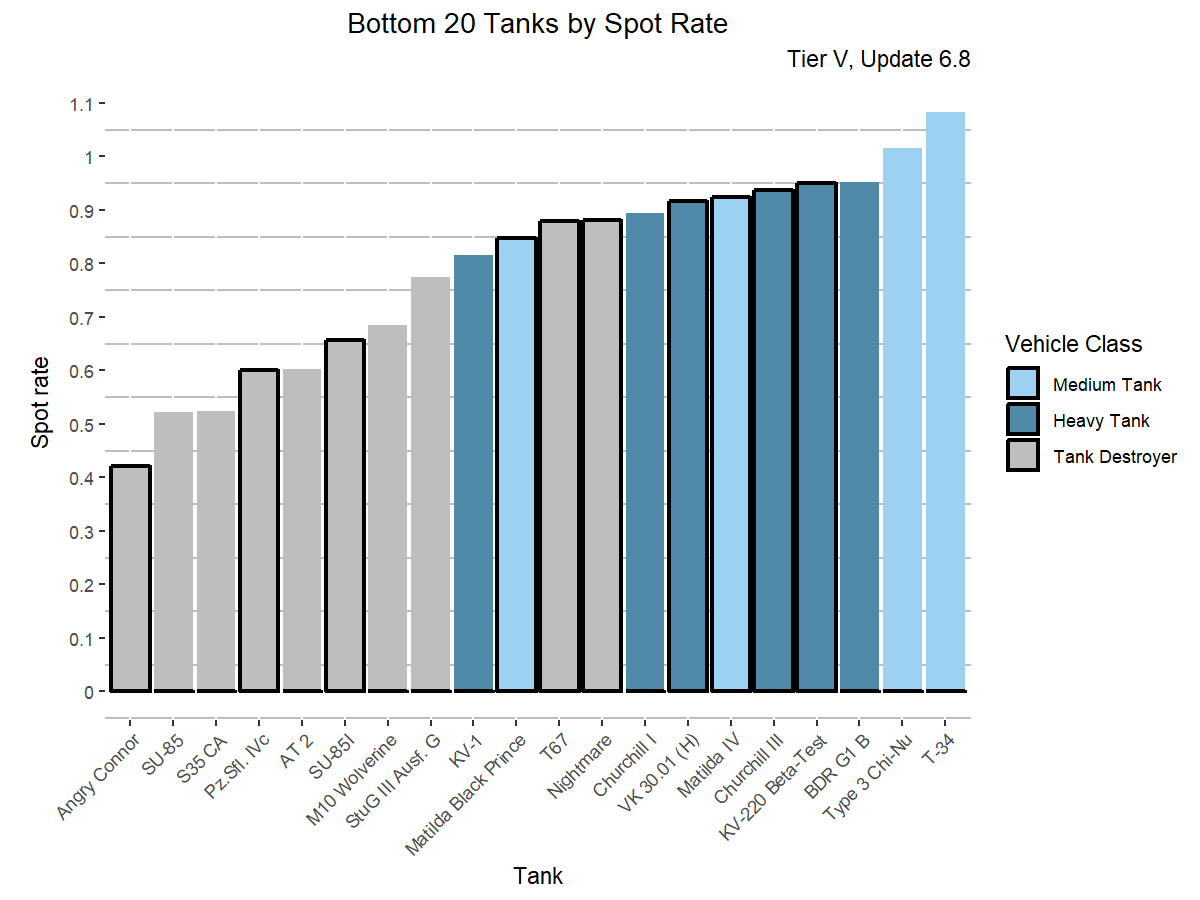 Bottom 20 Tanks by Spot Rate
Tier V, Update 6.8
1.1
1
0.9
0.8
0.7
0.6
0.5
0.4
0.3
0.2
0.1
0
Spot rate
Angry Connor
SU-85
S35 CA
Pz.Sfl. IVc
AT 2
SU-85I
M10 Wolverine
StuG III Ausf. G
KV-1
Matilda Black Prince
T67
Nightmare
Churchill I
VK 30.01 (H)
Matilda IV
Churchill III
KV-220 Beta-Test
BDR G1 B
Type 3 Chi-Nu
T-34
Tank
Vehicle Class
Medium Tank
Heavy Tank
Tank Destroyer